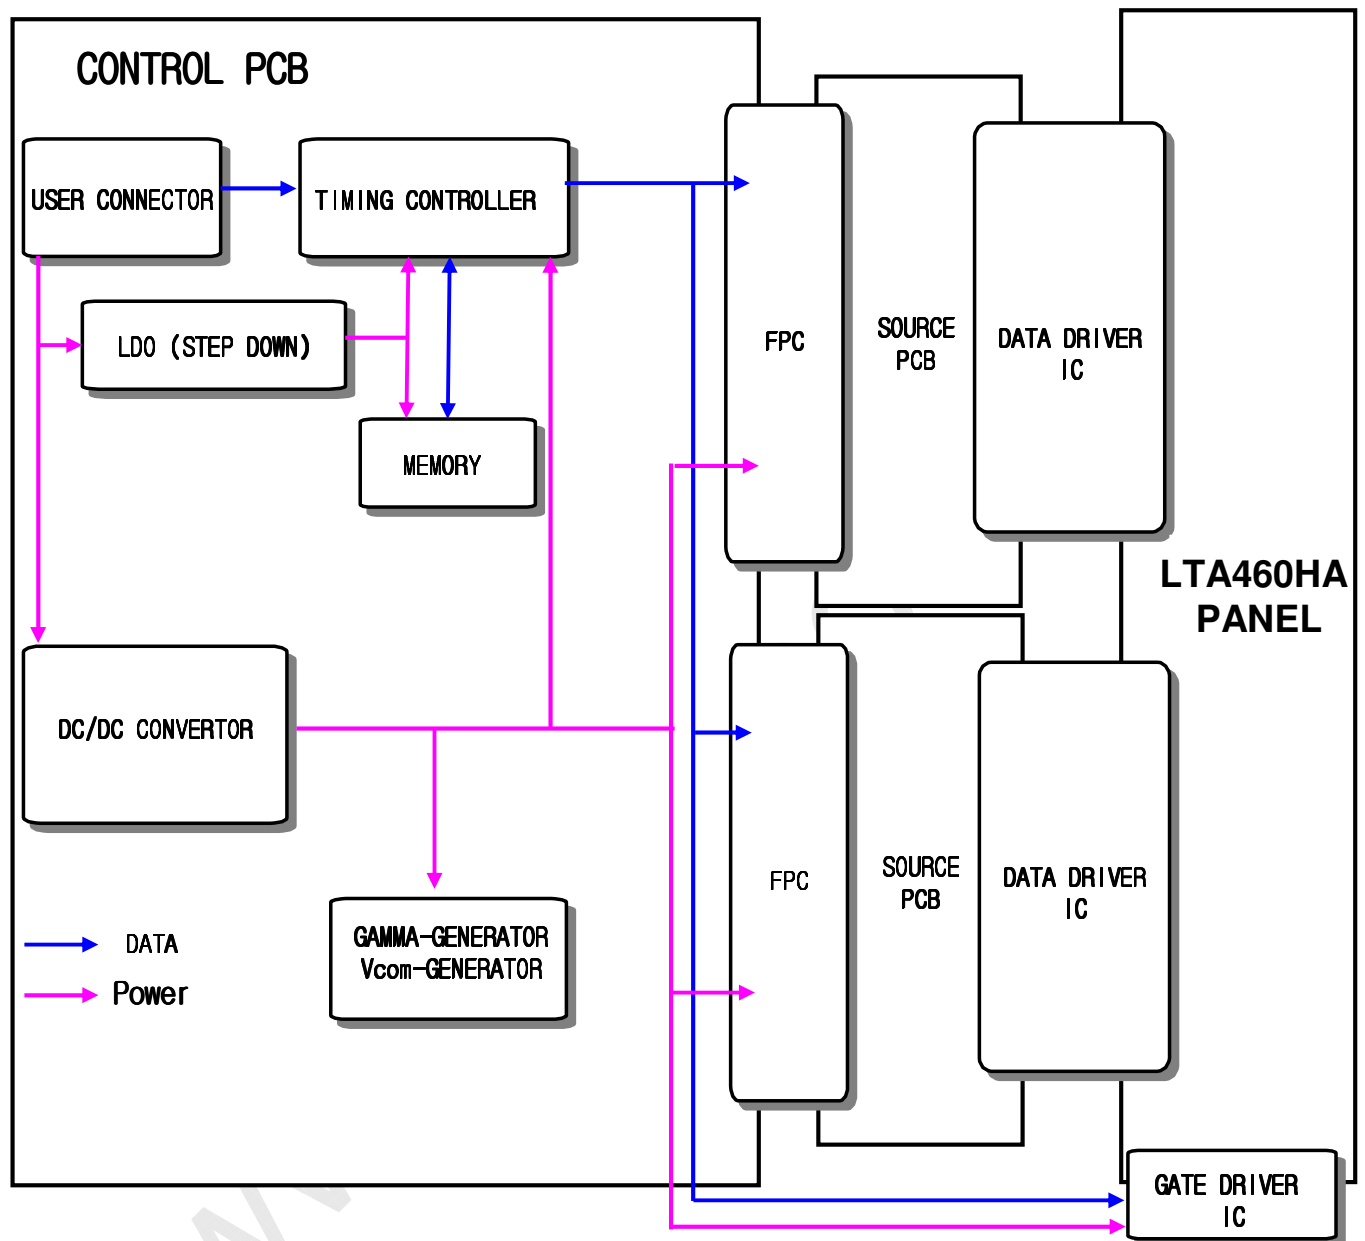 CONTROL PCB
USER CONNECTOR
TIMING CONTROLLER
LDO (STEP DOWN)
MEMORY
FPC
SOURCE
PCB
DATA DRIVER
IC
LTA460HA
PANEL
DC/DC CONVERTOR
FPC
SOURCE
PCB
DATA DRIVER
IC
GAMMA-GENERATOR
Vcom-GENERATOR
DATA
Power
GATE DRIVER
IC